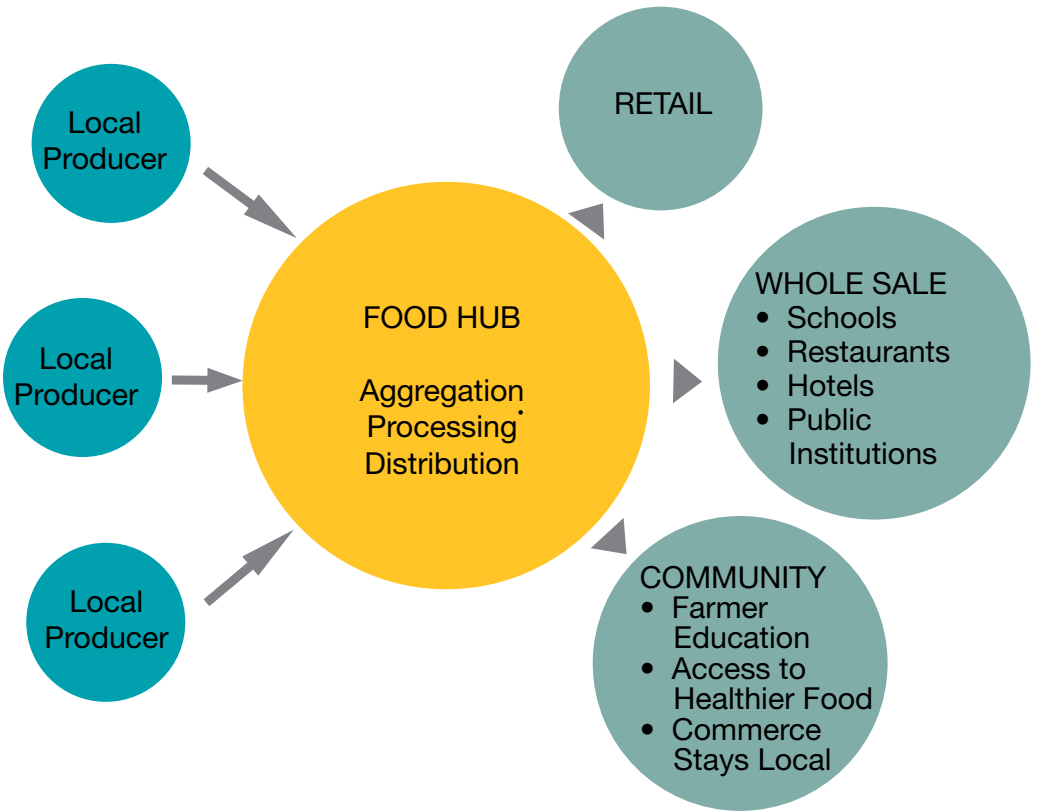 Local
Producer
Local
Producer
Local
Producer
FOOD HUB
Aggregation
Processing
Distribution
RETAIL
WHOLE SALE
• Schools
• Restaurants
• Hotels
• Public
Institutions
COMMUNITY
• Farmer
Education
• Access to
Healthier Food
• Commerce
Stays Local